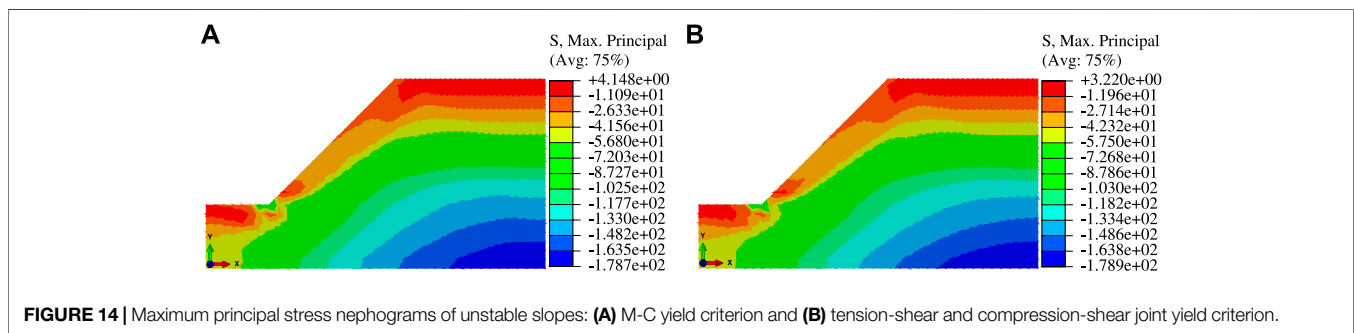 A
S, Max. Principal
(Avg: 75%)
+4.148e+00
-1.109e+01
-2.633e+01
-4.156e+01
-5.680e+01
-7.203e+01
-8.727e+01
-1.025e+02
-1.177e+02
-1.330e+02
-1.482e+02
-1.635e+02
-1.787e+02
Y
X
B
S, Max. Principal
(Avg: 75%)
+3.220e+00
-1.196e+01
-2.714e+01
-4.232e+01
-5.750e+01
-7.268e+01
-8.786e+01
-1.030e+02
-1.182e+02
-1.334e+02
-1.486e+02
-1.638e+02
-1.789e+02
Y
X
FIGURE 14 | Maximum principal stress nephograms of unstable slopes: (A) M-C yield criterion and (B) tension-shear and compression-shear joint yield criterion.